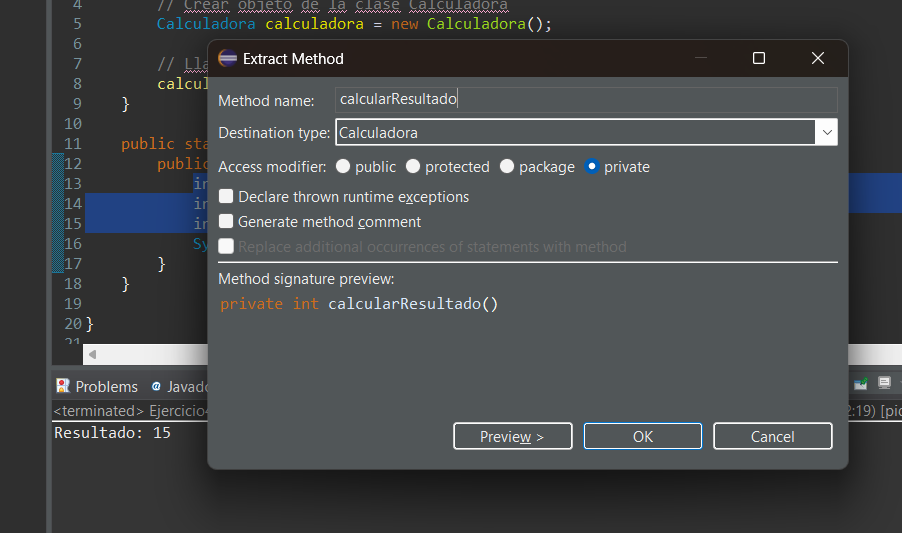 4 // Crear objeto de la clase Calculadora
5 Calculadora calculadora = new Calculadora();
6
7 // Lla
8 calcul
9 }
10
11 public sta
12 public
13 in
14 in
15 in
16 Sy
17 }
18 }
19
20 }
21
Extract Method
Method name: calcularResultado
Destination type: Calculadora
Access modifier: public protected package private
Declare thrown runtime exceptions
Generate method comment
Replace additional occurrences of statements with method
Method signature preview:
private int calcularResultado()
Preview > OK Cancel
Problems @ Javado
<terminated> Ejercicio4 2:19) [pid
Resultado: 15